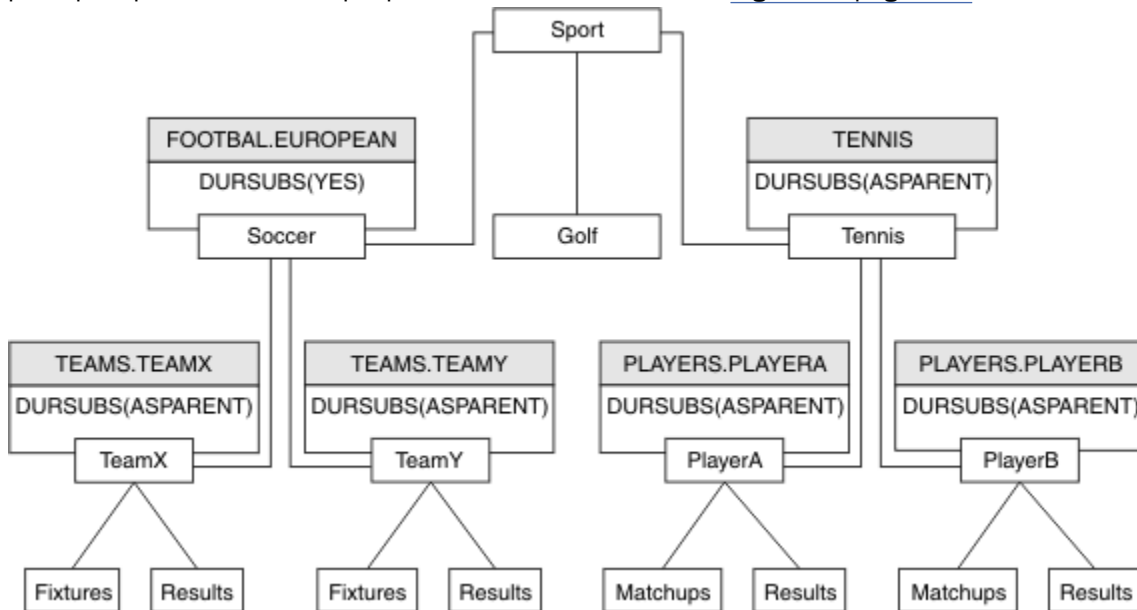 Sport
FOOTBAL.EUROPEAN
DURSUBS(YES)
Soccer
Golf
TENNIS
DURSUBS(ASPARENT)
Tennis
TEAMS.TEAMX
DURSUBS(ASPARENT)
TeamX
TEAMS.TEAMY
DURSUBS(ASPARENT)
TeamY
PLAYERS.PLAYERA
DURSUBS(ASPARENT)
PlayerA
PLAYERS.PLAYERB
DURSUBS(ASPARENT)
PlayerB
Fixtures
Results
Fixtures
Results
Matchups
Results
Matchups
Results